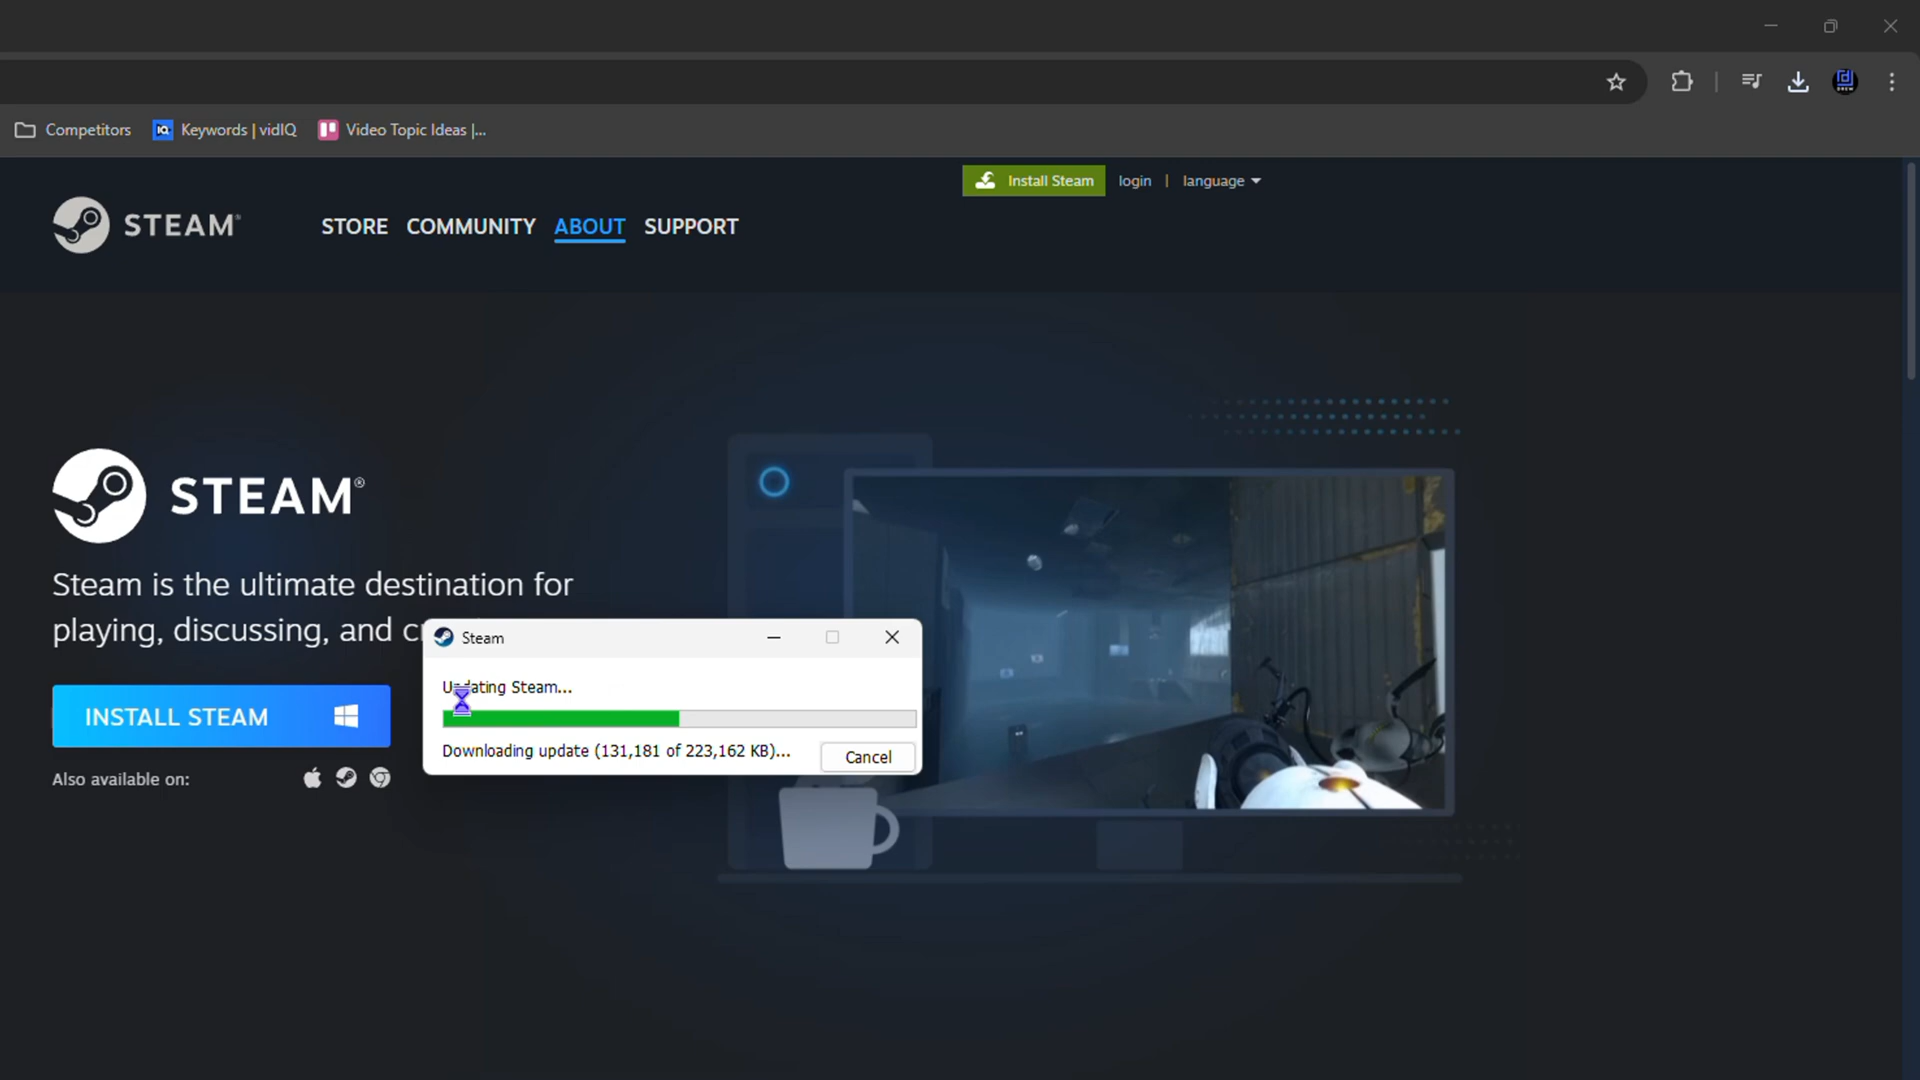 Competitors
IQ
Keywords | vidIQ
Video Topic Ideas |...
Install Steam
login | language
STEAM®
STORE COMMUNITY ABOUT SUPPORT
STEAM®
Steam is the ultimate destination for
playing, discussing, and
INSTALL STEAM
Also available on:
Steam
Updating Steam...
Downloading update (131,181 of 223,162 KB)...
Cancel